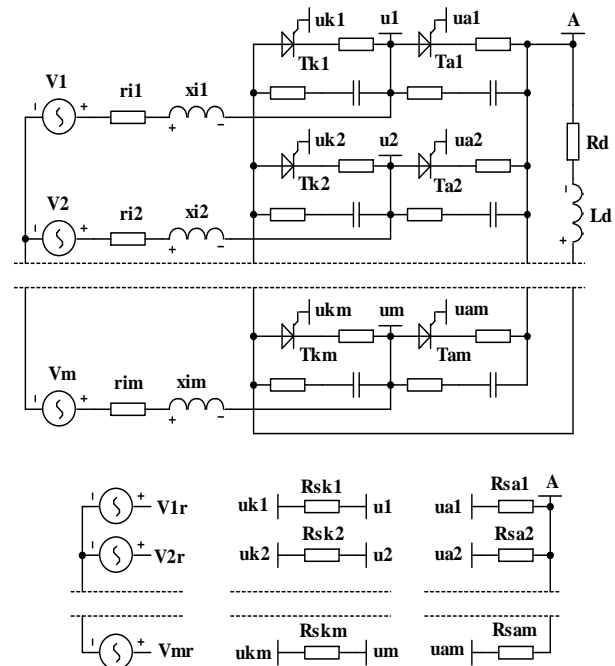 uk1 u1 ua1 A
V1 ri1 xi1 Tk1 Ta1
+ + −
uk2 u2 ua2 Rd
V2 ri2 xi2 Tk2 Ta2
Ld
+ + − +
ukm um uam
Vm rim xim Tkm Tam
+ + −
Rsk1 Rsa1 A
+ V1r uk1 u1 ua1
Rsk2 Rsa2
+ V2r uk2 u2 ua2
Rskm Rsam
+ Vmr ukm um uam